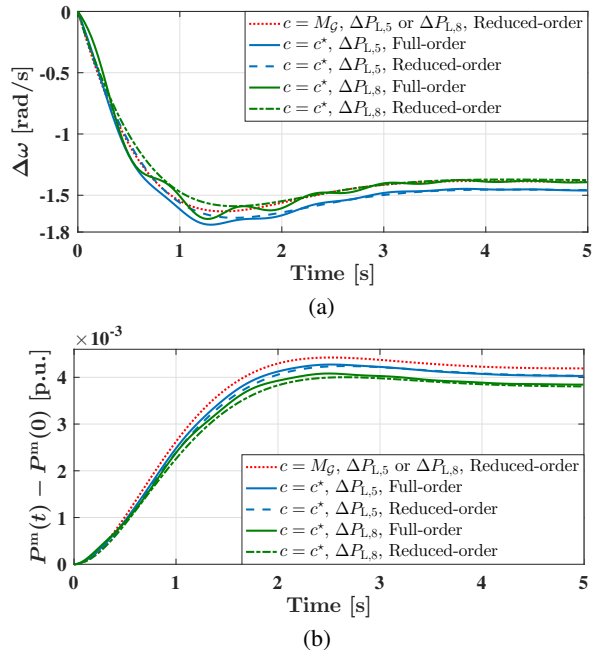 c = M_𝒢, ΔP_L,5 or ΔP_L,8, Reduced-order
c = c⋆, ΔP_L,5, Full-order
c = c⋆, ΔP_L,5, Reduced-order
c = c⋆, ΔP_L,8, Full-order
c = c⋆, ΔP_L,8, Reduced-order
Δω [rad/s]
0
-0.5
-1
-1.5
-1.8
0 1 2 3 4 5
Time [s]
(a)
×10⁻³
P^m(t) − P^m(0) [p.u.]
4
3
2
1
0
c = M_𝒢, ΔP_L,5 or ΔP_L,8, Reduced-order
c = c⋆, ΔP_L,5, Full-order
c = c⋆, ΔP_L,5, Reduced-order
c = c⋆, ΔP_L,8, Full-order
c = c⋆, ΔP_L,8, Reduced-order
0 1 2 3 4 5
Time [s]
(b)